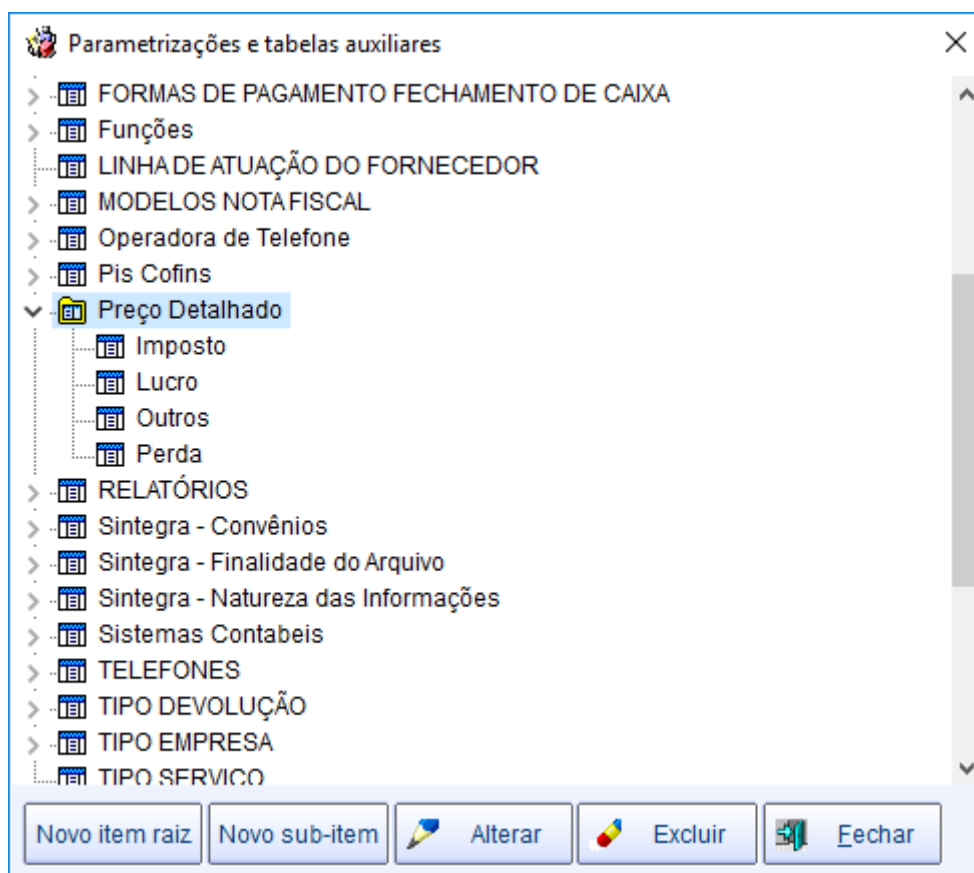 Parametrizações e tabelas auxiliares
FORMAS DE PAGAMENTO FECHAMENTO DE CAIXA
Funções
LINHA DE ATUAÇÃO DO FORNECEDOR
MODELOS NOTA FISCAL
Operadora de Telefone
Pis Cofins
Preço Detalhado
Imposto
Lucro
Outros
Perda
RELATÓRIOS
Sintegra - Convênios
Sintegra - Finalidade do Arquivo
Sintegra - Natureza das Informações
Sistemas Contabeis
TELEFONES
TIPO DEVOLUÇÃO
TIPO EMPRESA
TIPO SERVICO
Novo item raiz Novo sub-item Alterar Excluir Fechar